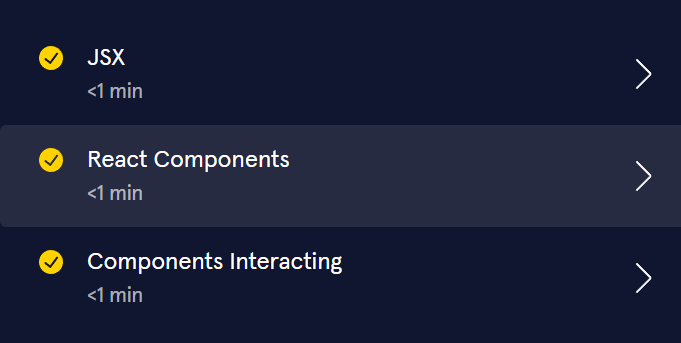 JSX
<1 min
React Components
<1 min
Components Interacting
<1 min